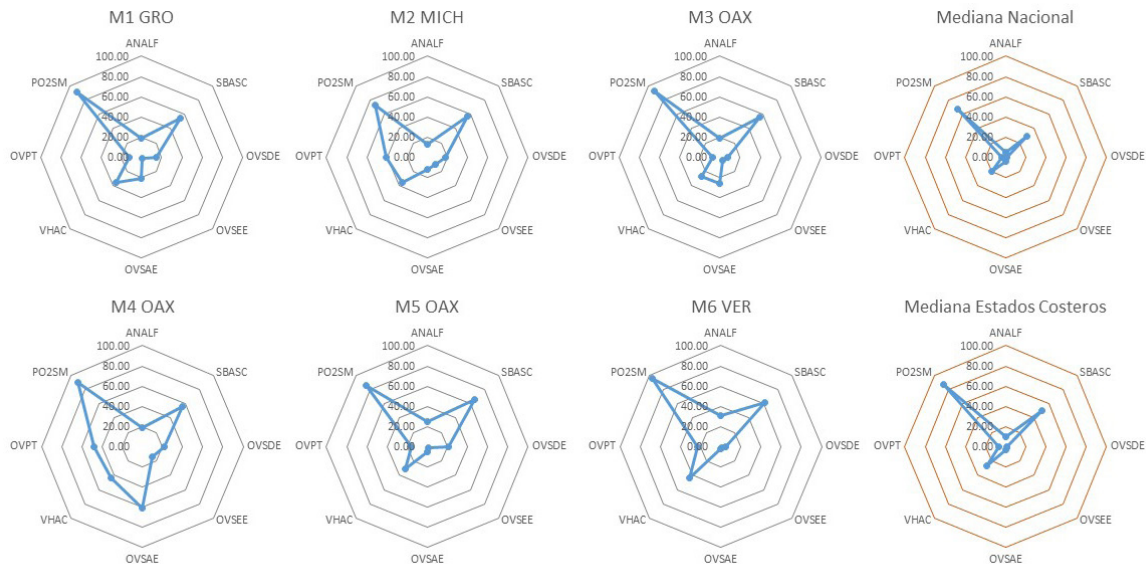 M1 GRO
ANALF
100.00
PO2SM
80.00
SBASC
60.00
40.00
20.00
OVPT
0.00
OVSDE
VHAC
OVSEE
OVSAE
M2 MICH
ANALF
100.00
PO2SM
80.00
SBASC
60.00
40.00
20.00
OVPT
0.00
OVSDE
VHAC
OVSEE
OVSAE
M3 OAX
ANALF
100.00
PO2SM
80.00
SBASC
60.00
40.00
20.00
OVPT
0.00
OVSDE
VHAC
OVSEE
OVSAE
Mediana Nacional
ANALF
100.00
PO2SM
80.00
SBASC
60.00
40.00
20.00
OVPT
0.00
OVSDE
VHAC
OVSEE
OVSAE
M4 OAX
ANALF
100.00
PO2SM
80.00
SBASC
60.00
40.00
20.00
OVPT
0.00
OVSDE
VHAC
OVSEE
OVSAE
M5 OAX
ANALF
100.00
PO2SM
80.00
SBASC
60.00
40.00
20.00
OVPT
0.00
OVSDE
VHAC
OVSEE
OVSAE
M6 VER
ANALF
100.00
PO2SM
80.00
SBASC
60.00
40.00
20.00
OVPT
0.00
OVSDE
VHAC
OVSEE
OVSAE
Mediana Estados Costeros
ANALF
100.00
PO2SM
80.00
SBASC
60.00
40.00
20.00
OVPT
0.00
OVSDE
VHAC
OVSEE
OVSAE